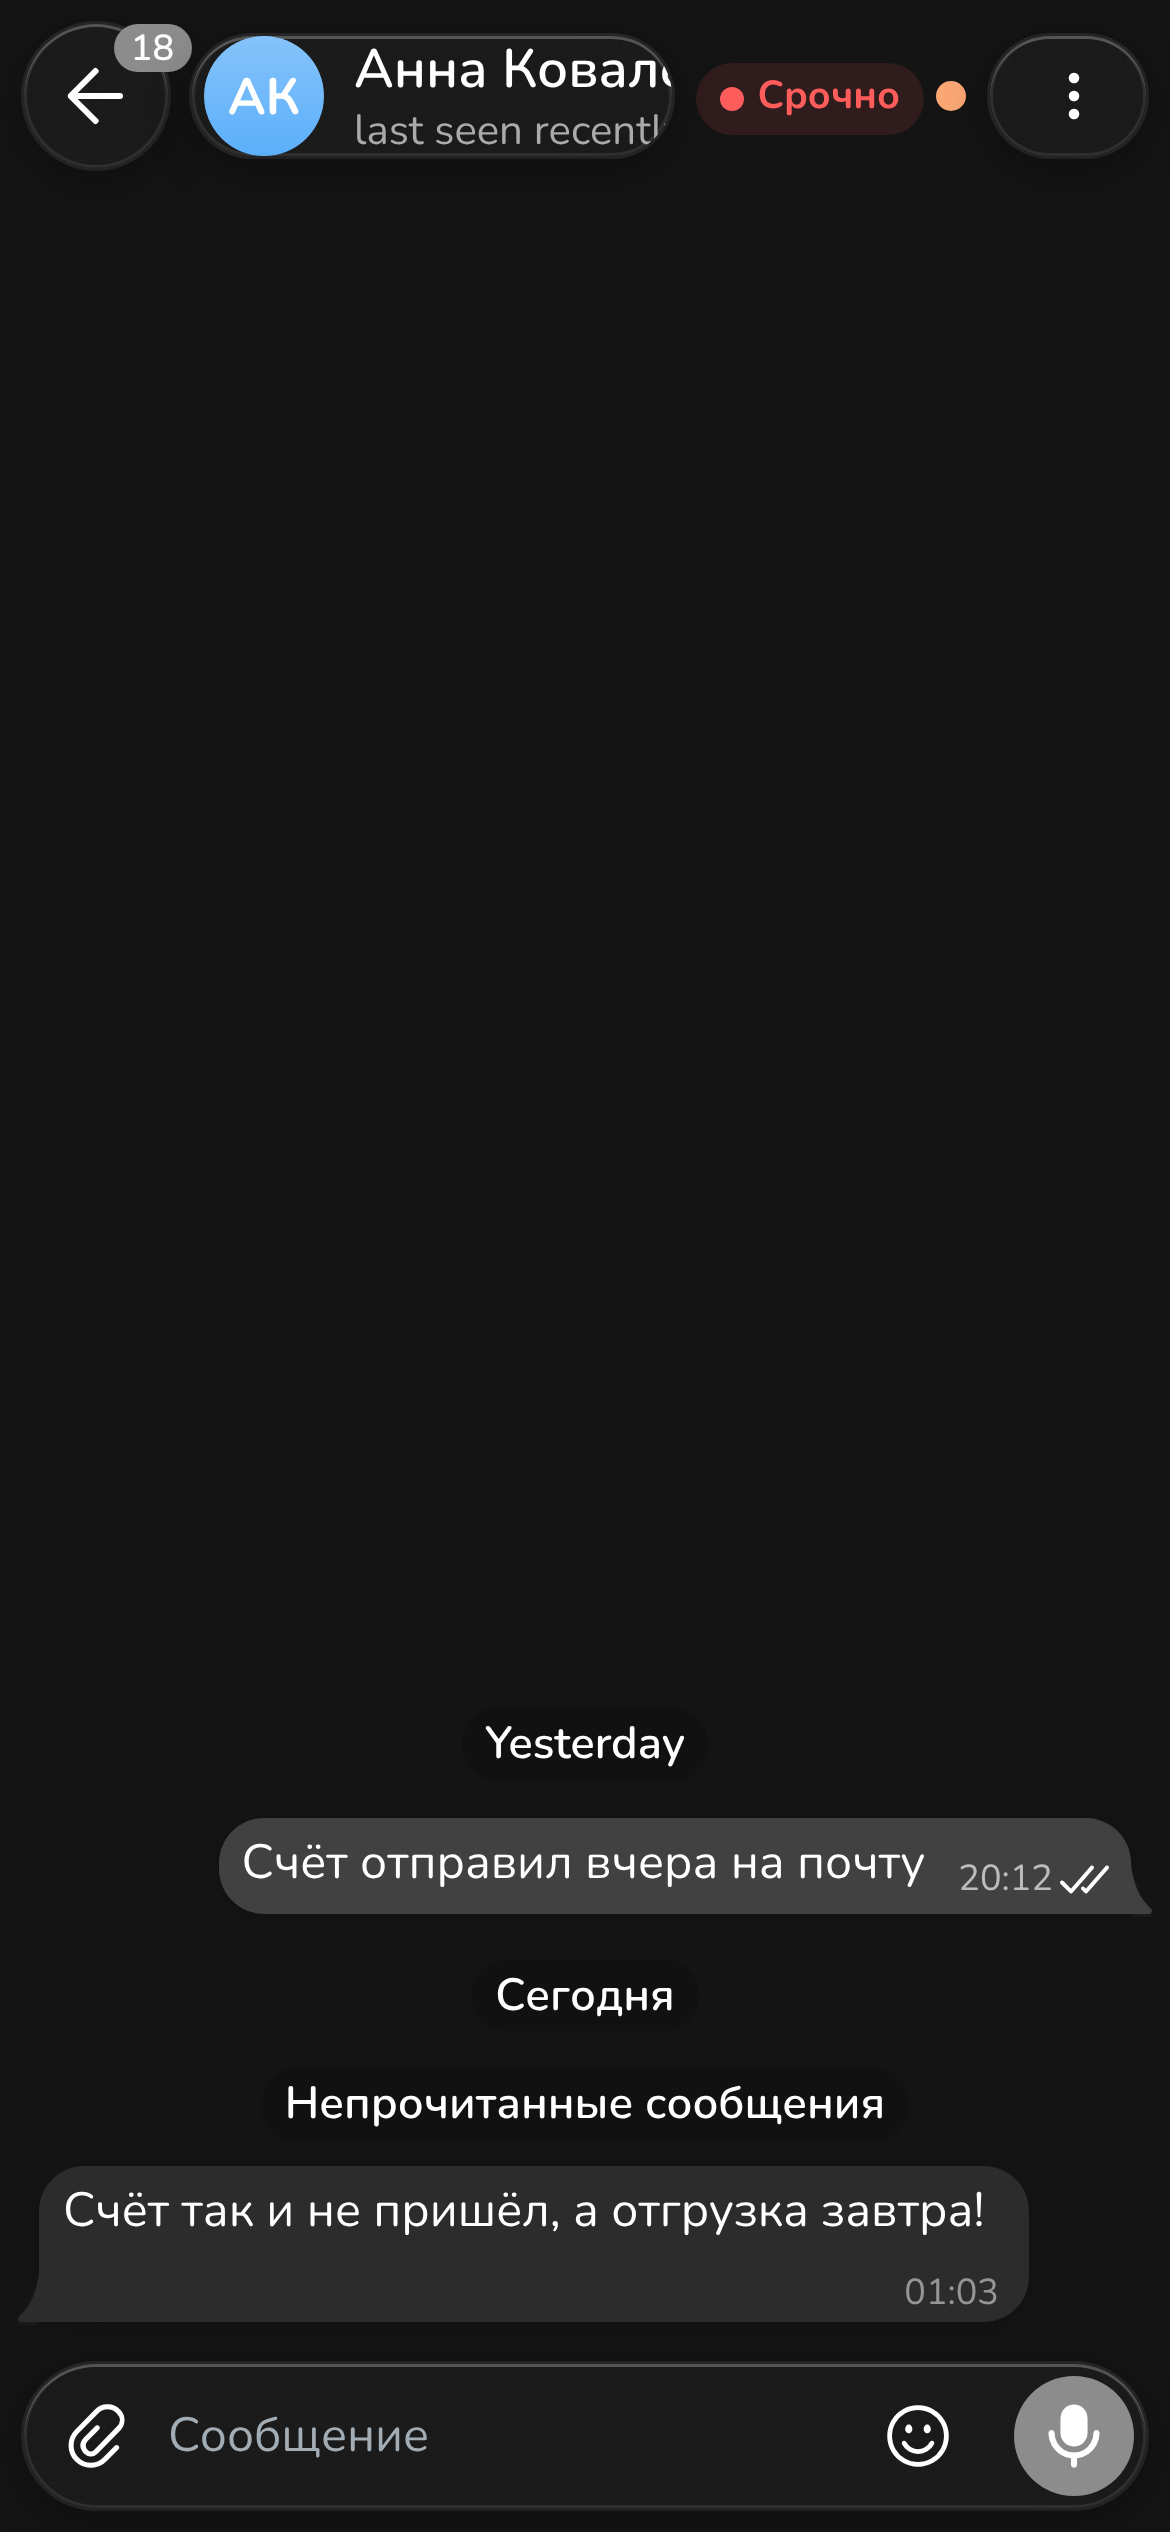 18
АК
Анна Ковал
last seen recentl
Срочно
Yesterday
Счёт отправил вчера на почту
20:12
Сегодня
Непрочитанные сообщения
Счёт так и не пришёл, а отгрузка завтра!
01:03
Сообщение